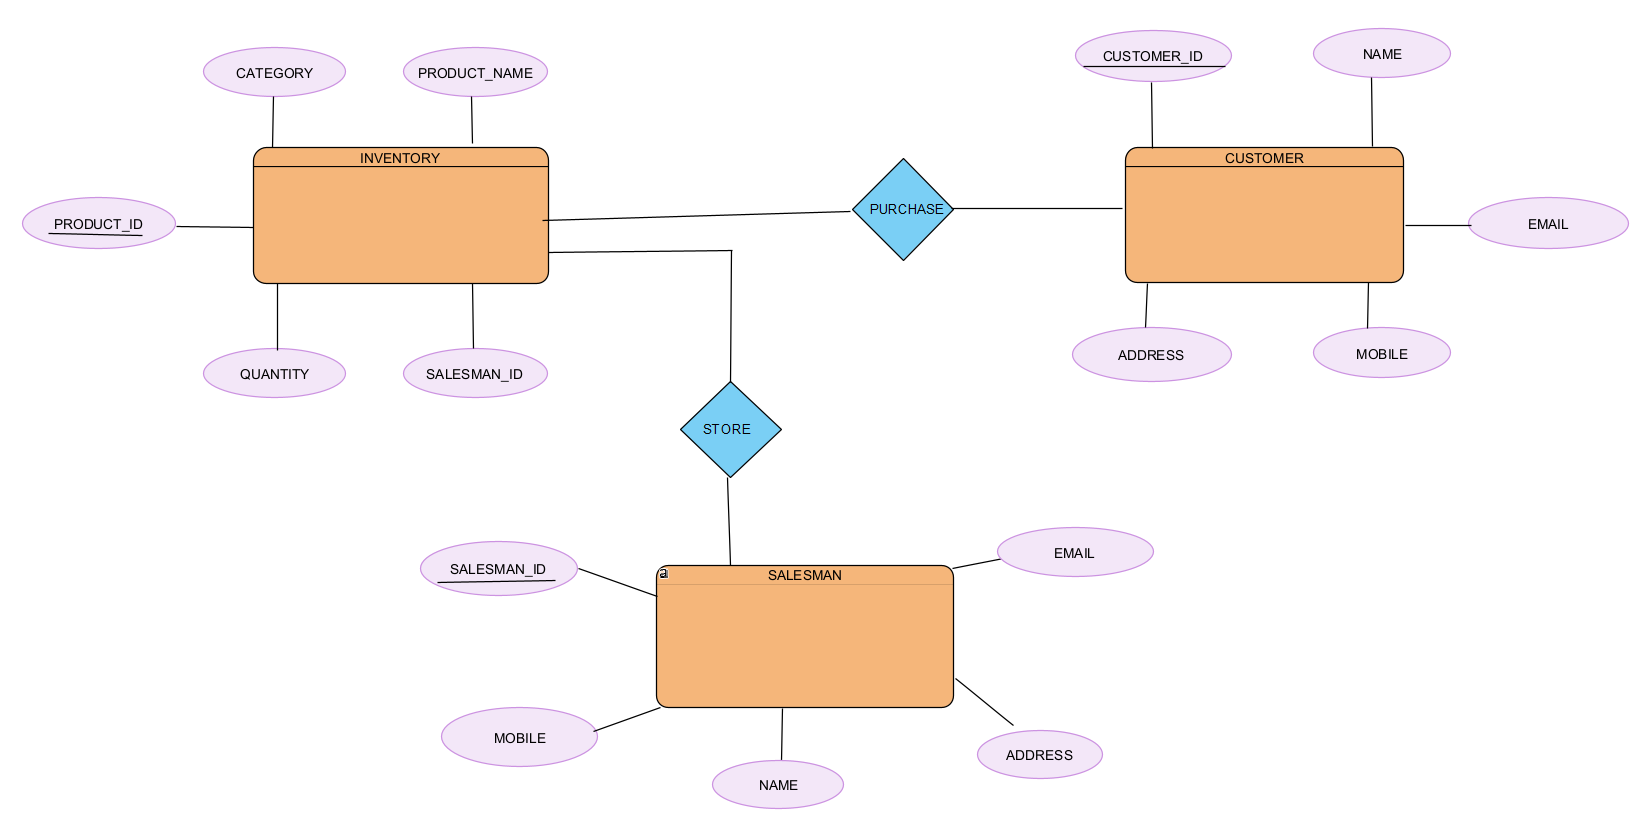 CUSTOMER_ID
NAME
CATEGORY
PRODUCT_NAME
INVENTORY
CUSTOMER
PURCHASE
PRODUCT_ID
EMAIL
ADDRESS
MOBILE
QUANTITY
SALESMAN_ID
STORE
EMAIL
SALESMAN_ID
a
SALESMAN
MOBILE
ADDRESS
NAME